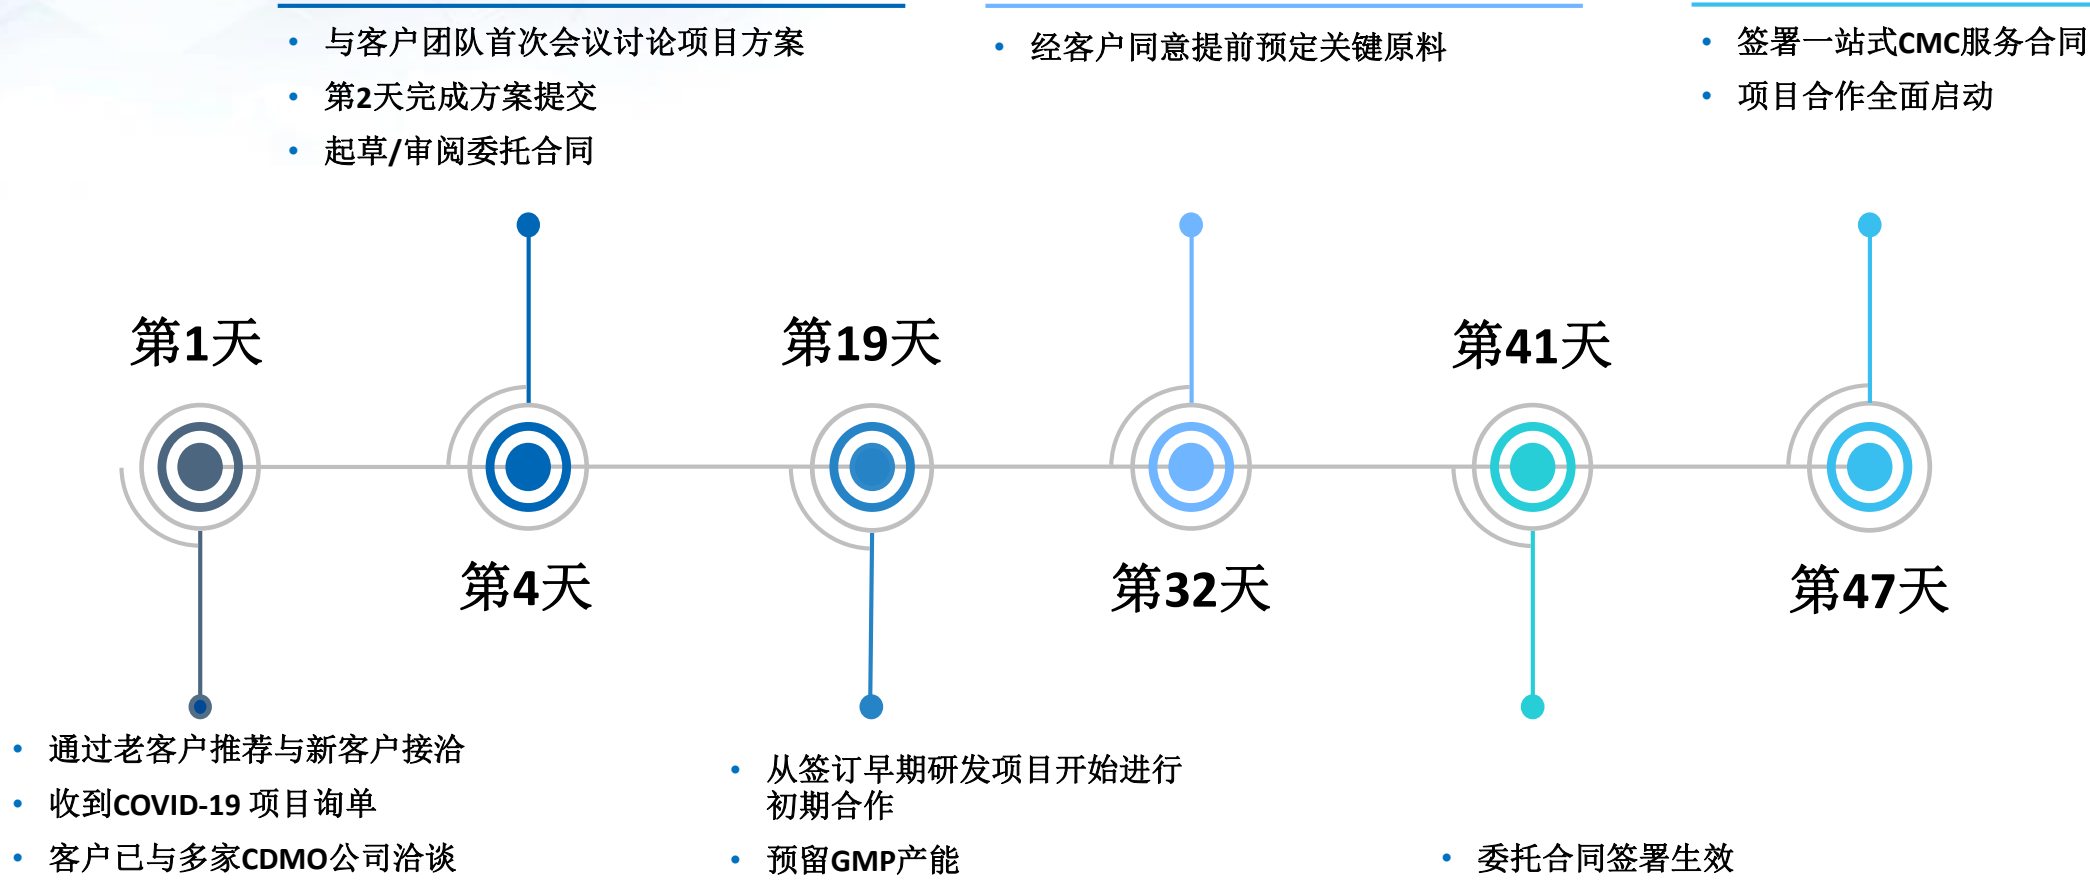 • 与客户团队首次会议讨论项目方案
• 第2天完成方案提交
• 起草/审阅委托合同
• 经客户同意提前预定关键原料
• 签署一站式CMC服务合同
• 项目合作全面启动
第1天
第19天
第41天
第4天
第32天
第47天
• 通过老客户推荐与新客户接洽
• 收到COVID-19 项目询单
• 客户已与多家CDMO公司洽谈
• 从签订早期研发项目开始进行
初期合作
• 预留GMP产能
• 委托合同签署生效